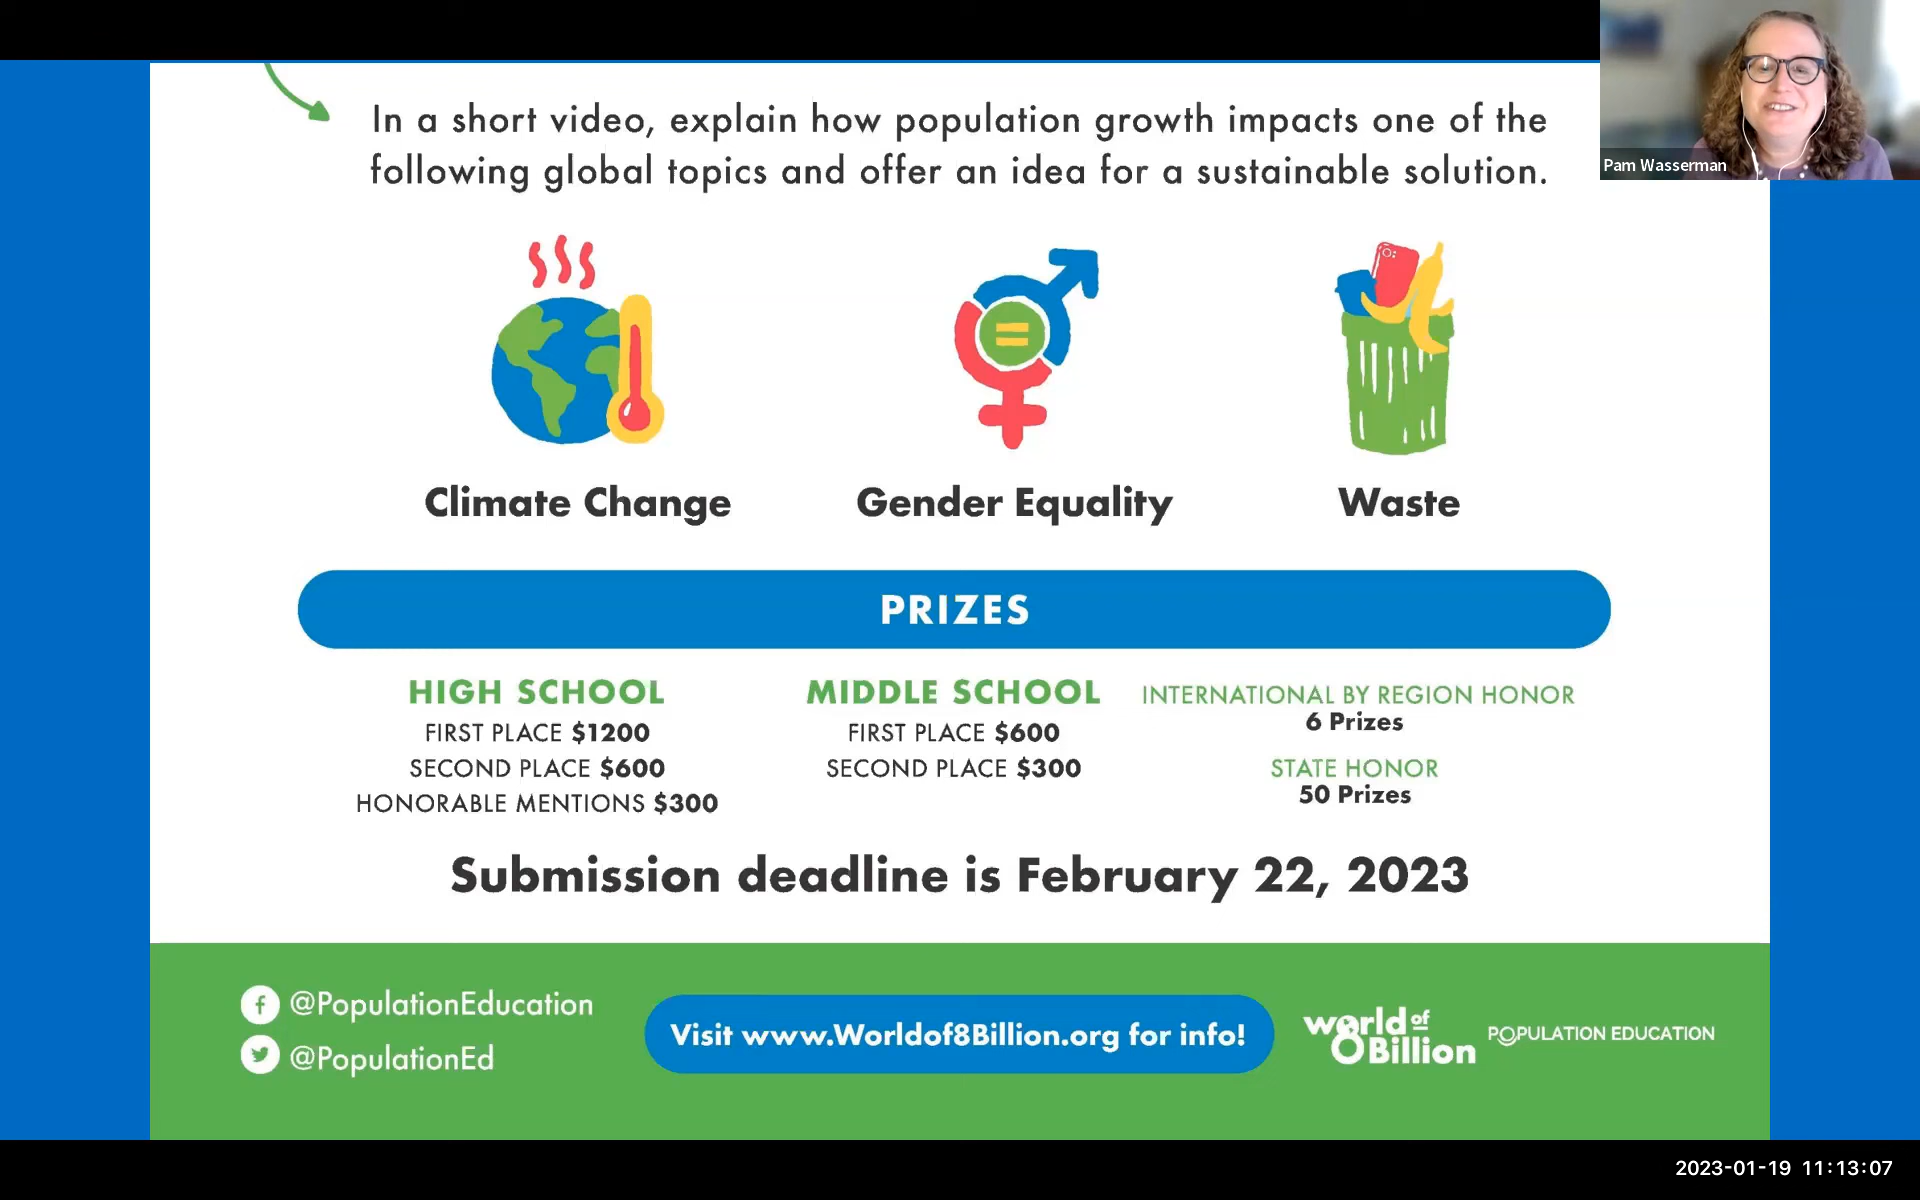 In a short video, explain how population growth impacts one of the
following global topics and offer an idea for a sustainable solution.
Pam Wasserman
Climate Change
Gender Equality
Waste
PRIZES
HIGH SCHOOL
FIRST PLACE $1200
SECOND PLACE $600
HONORABLE MENTIONS $300
MIDDLE SCHOOL
FIRST PLACE $600
SECOND PLACE $300
INTERNATIONAL BY REGION HONOR
6 Prizes
STATE HONOR
50 Prizes
Submission deadline is February 22, 2023
@PopulationEducation
@PopulationEd
Visit www.Worldof8Billion.org for info!
world of
8Billion
POPULATION EDUCATION
2023-01-19 11:13:07